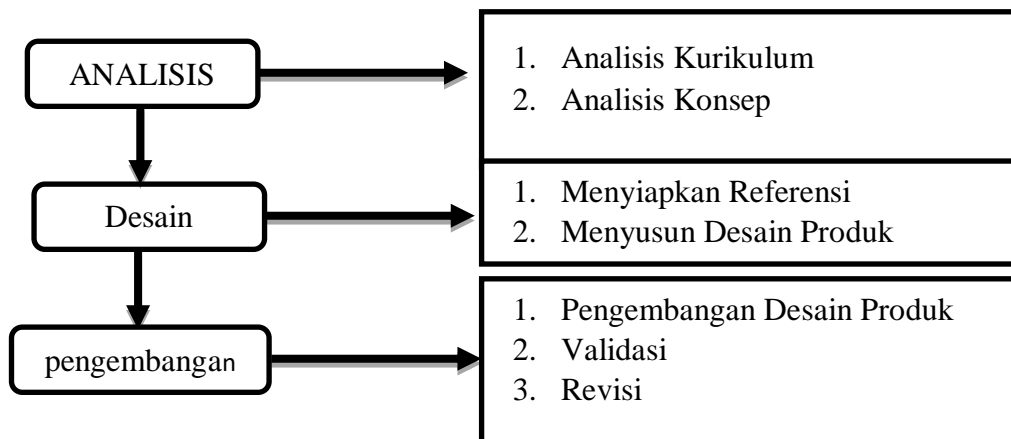 ANALISIS
1. Analisis Kurikulum
2. Analisis Konsep
Desain
1. Menyiapkan Referensi
2. Menyusun Desain Produk
pengembangan
1. Pengembangan Desain Produk
2. Validasi
3. Revisi